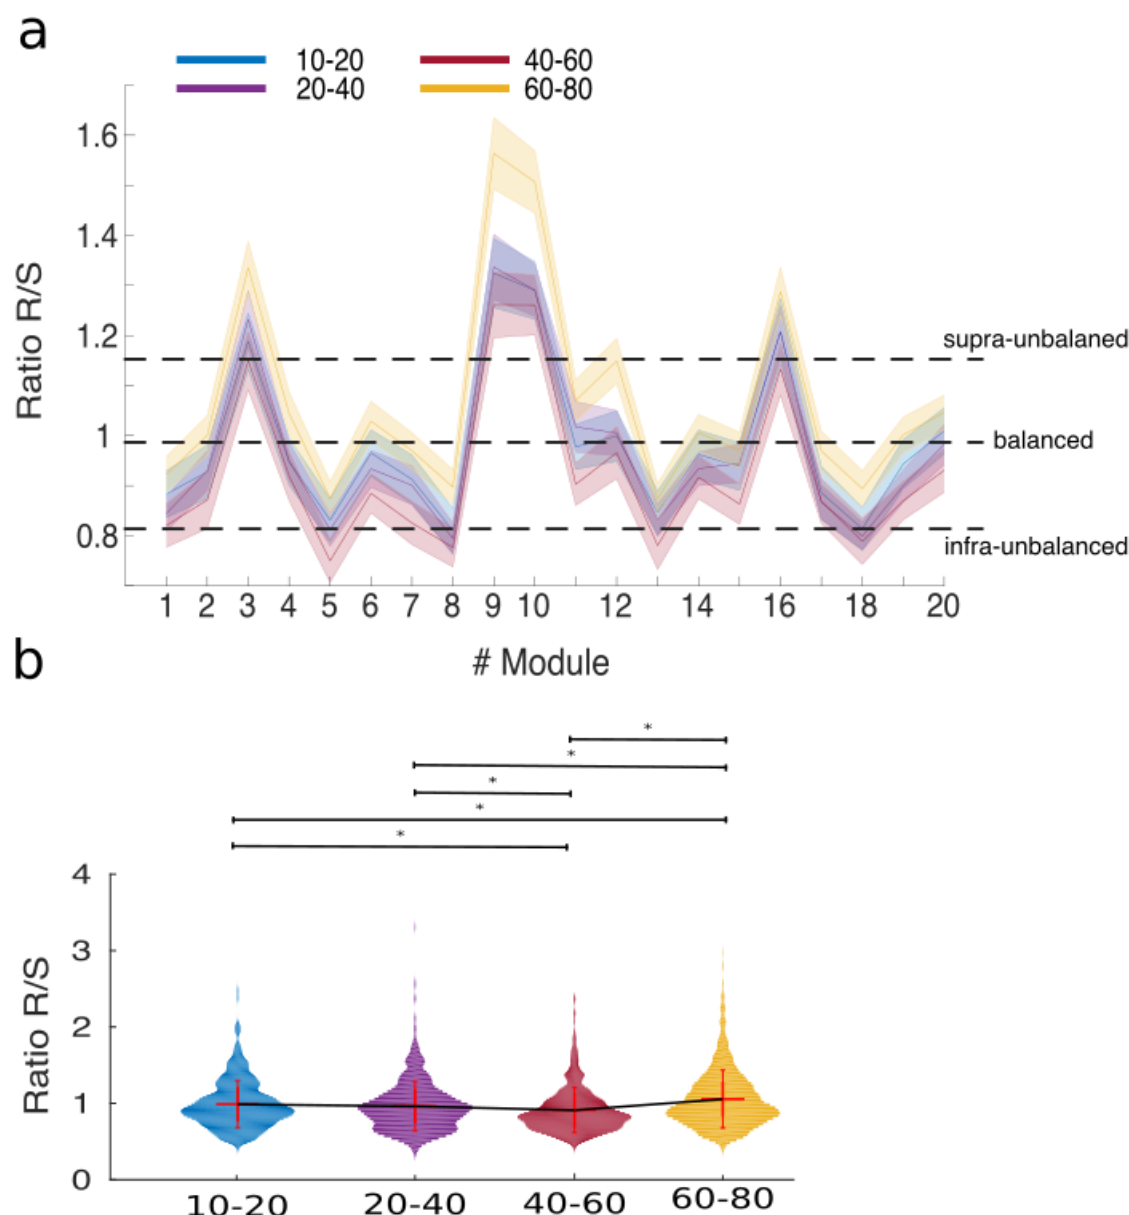 a
10-20 40-60
20-40 60-80
1.6
1.4
1.2
1
0.8
Ratio R/S
supra-unbalaned
balanced
infra-unbalanced
1 2 3 4 5 6 7 8 9 10 12 14 16 18 20
# Module
b
*
*
*
*
*
4
3
2
1
0
Ratio R/S
10-20 20-40 40-60 60-80